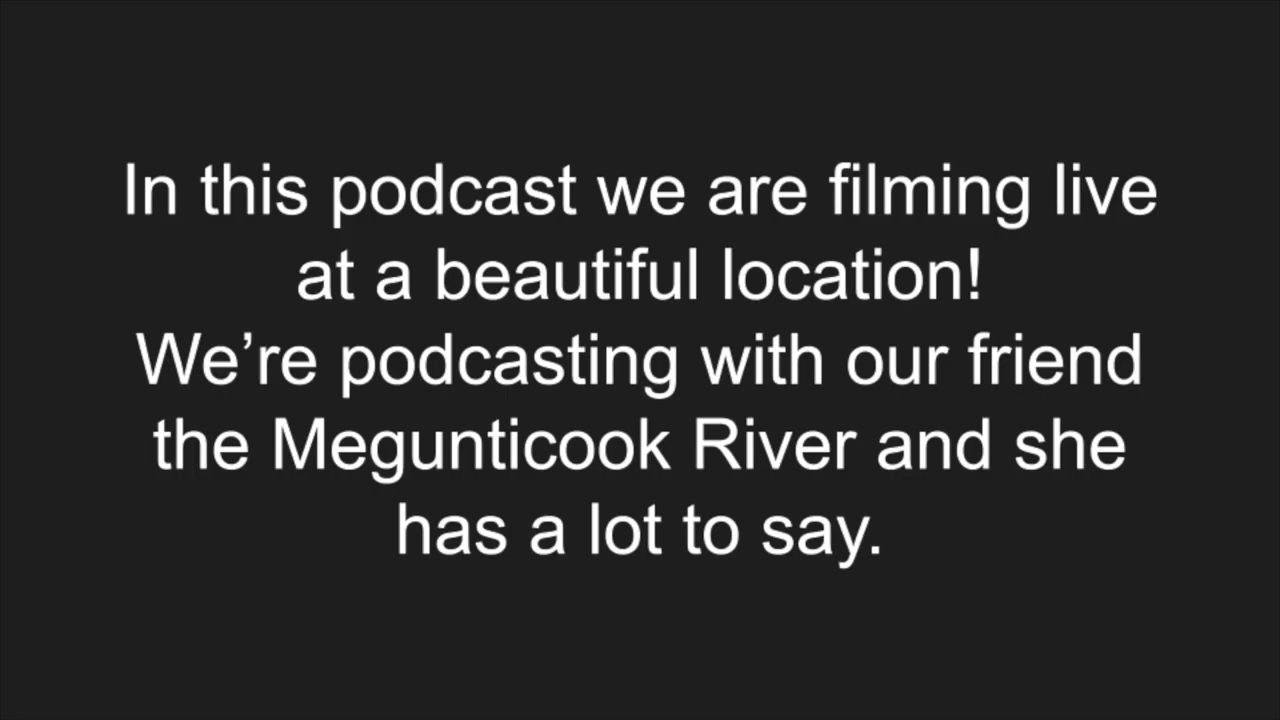 In this podcast we are filming live
at a beautiful location!
We’re podcasting with our friend
the Megunticook River and she
has a lot to say.